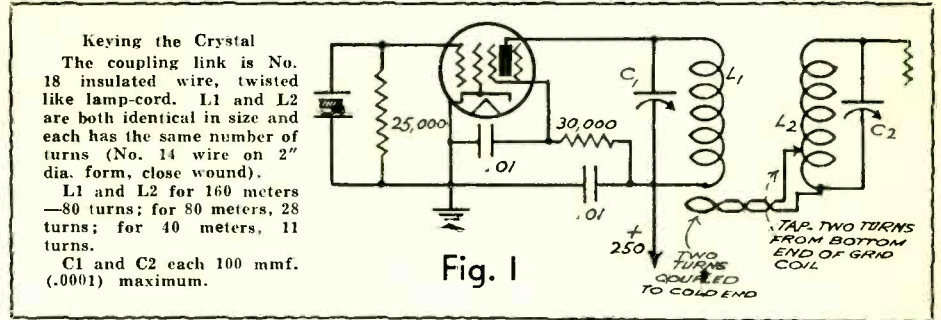 Keying the Crystal
The coupling link is No.
18 insulated wire, twisted
like lamp-cord. L1 and L2
are both identical in size and
each has the same number of
turns (No. 14 wire on 2"
dia. form, close wound).
L1 and L2 for 160 meters
—80 turns; for 80 meters, 28
turns; for 40 meters, 11
turns.
C1 and C2 each 100 mmf.
(.0001) maximum.
25,000
.01
30,000
.01
C1
L1
L2
C2
+
250
TWO
TURNS
COUPLED
TO COLD END
TAP. TWO TURNS
FROM BOTTOM
END OF GRID
COIL
Fig. 1